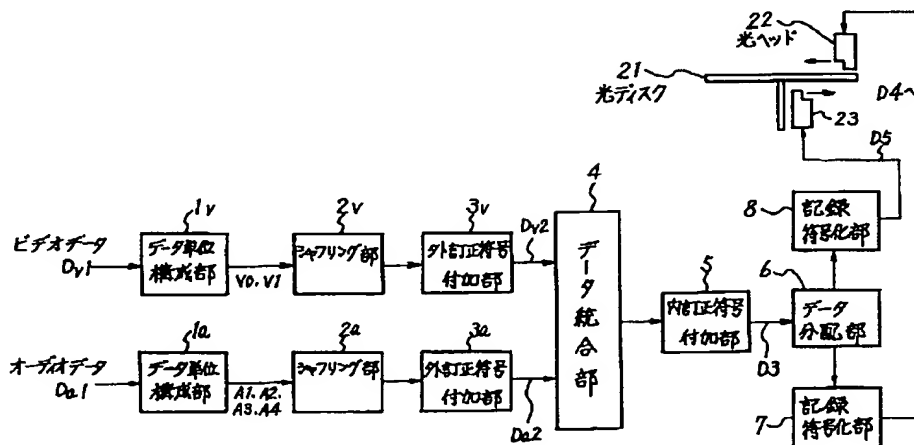 22
光ヘッド
21
光ディスク
D4
23
D5
4
1v
2v
3v
Dv2
8
記録
符号化部
ビデオデータ
Dv1
データ単位
構成部
V0.V1
シャフリング部
外訂正符号
付加部
データ統合部
5
6
内訂正符号
付加部
D3
データ
分配部
1a
2a
3a
オーディオデータ
Da1
データ単位
構成部
A1.A2.
A3.A4
シャフリング部
外訂正符号
付加部
Da2
7
記録
符号化部